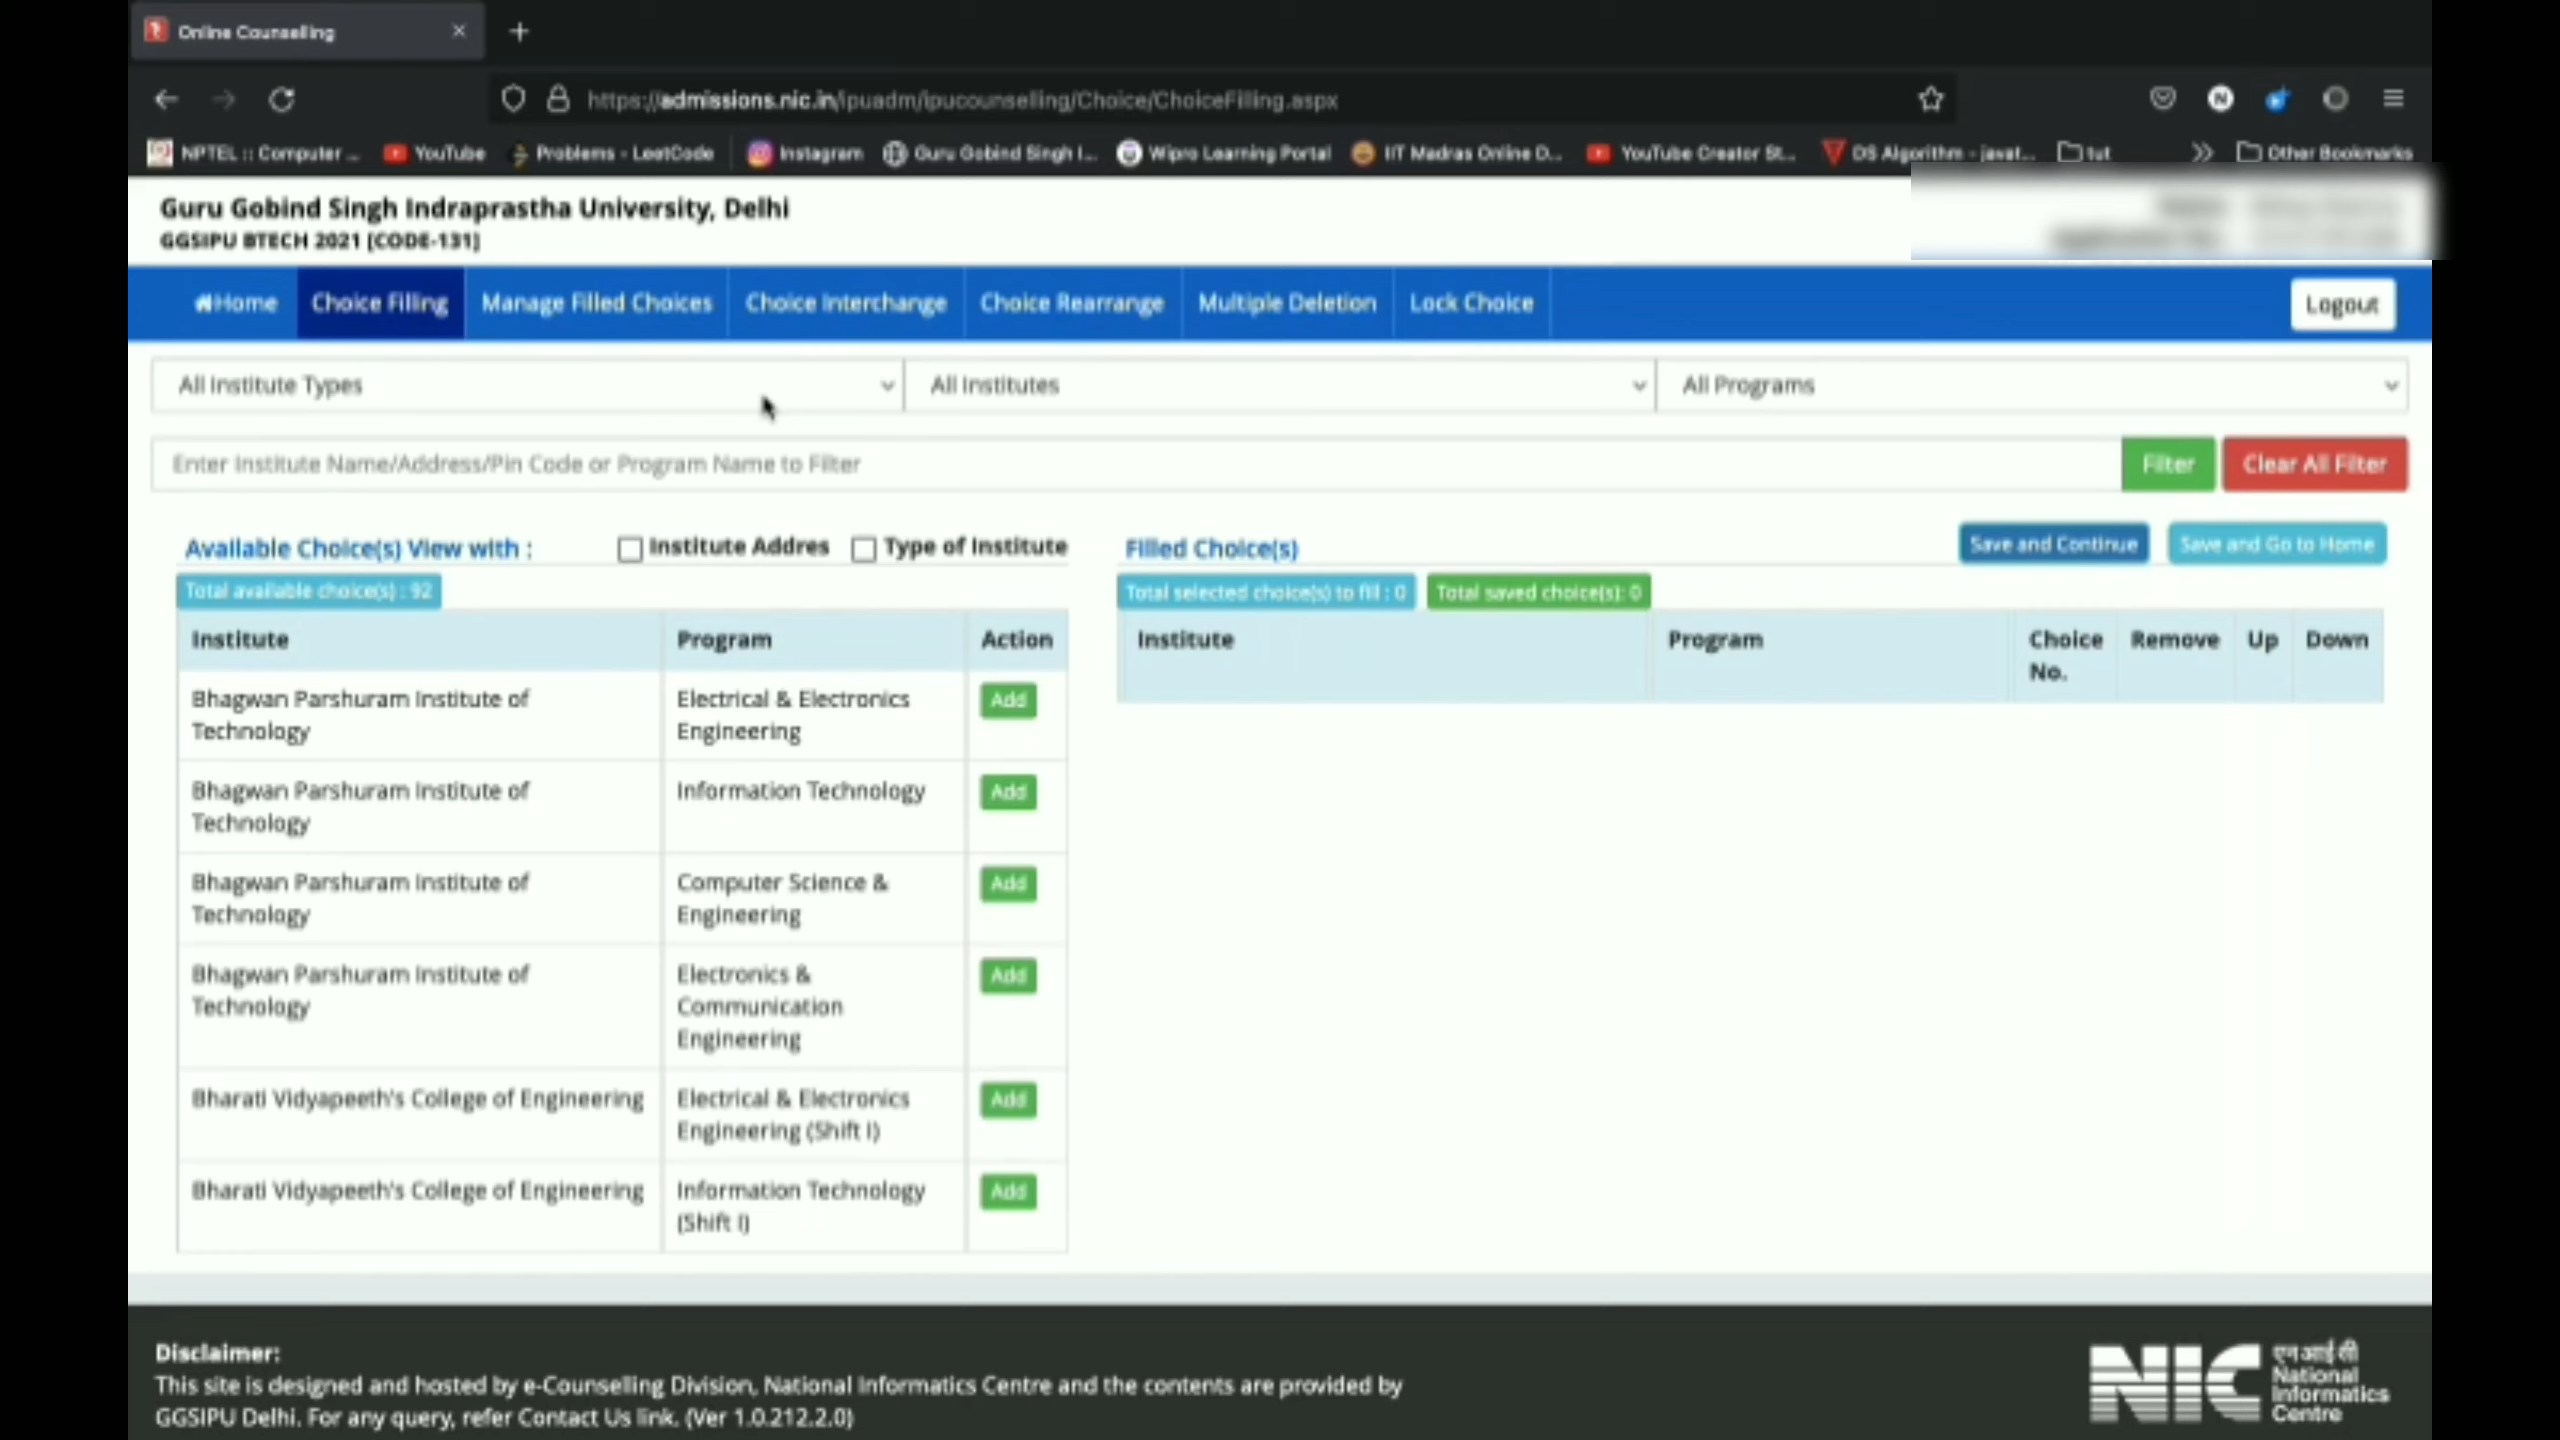 Online Counselling
https://admissions.nic.in/ipuadm/ipucounselling/Choice/ChoiceFilling.aspx
NPTEL :: Computer ... YouTube Problems - LeetCode Instagram Guru Gobind Singh I... Wipro Learning Portal IIT Madras Online D... YouTube Creator St... DS Algorithm - javat... tut Other Bookmarks
Guru Gobind Singh Indraprastha University, Delhi
GGSIPU BTECH 2021 [CODE-131]
Home Choice Filling Manage Filled Choices Choice Interchange Choice Rearrange Multiple Deletion Lock Choice Logout
All Institute Types All Institutes All Programs
Enter Institute Name/Address/Pin Code or Program Name to Filter Filter Clear All Filter
Available Choice(s) View with : Institute Addres Type of Institute
Total available choice(s) : 92
Institute Program Action
Bhagwan Parshuram Institute of Electrical & Electronics Add
Technology Engineering
Bhagwan Parshuram Institute of Information Technology Add
Technology
Bhagwan Parshuram Institute of Computer Science & Add
Technology Engineering
Bhagwan Parshuram Institute of Electronics & Add
Technology Communication
Engineering
Bharati Vidyapeeth's College of Engineering Electrical & Electronics Add
Engineering (Shift I)
Bharati Vidyapeeth's College of Engineering Information Technology Add
(Shift I)
Filled Choice(s) Save and Continue Save and Go to Home
Total selected choice(s) to fill : 0 Total saved choice(s): 0
Institute Program Choice Remove Up Down
No.
Disclaimer:
This site is designed and hosted by e-Counselling Division, National Informatics Centre and the contents are provided by
GGSIPU Delhi. For any query, refer Contact Us link. (Ver 1.0.212.2.0)
NIC एन आई सी
National
Informatics
Centre